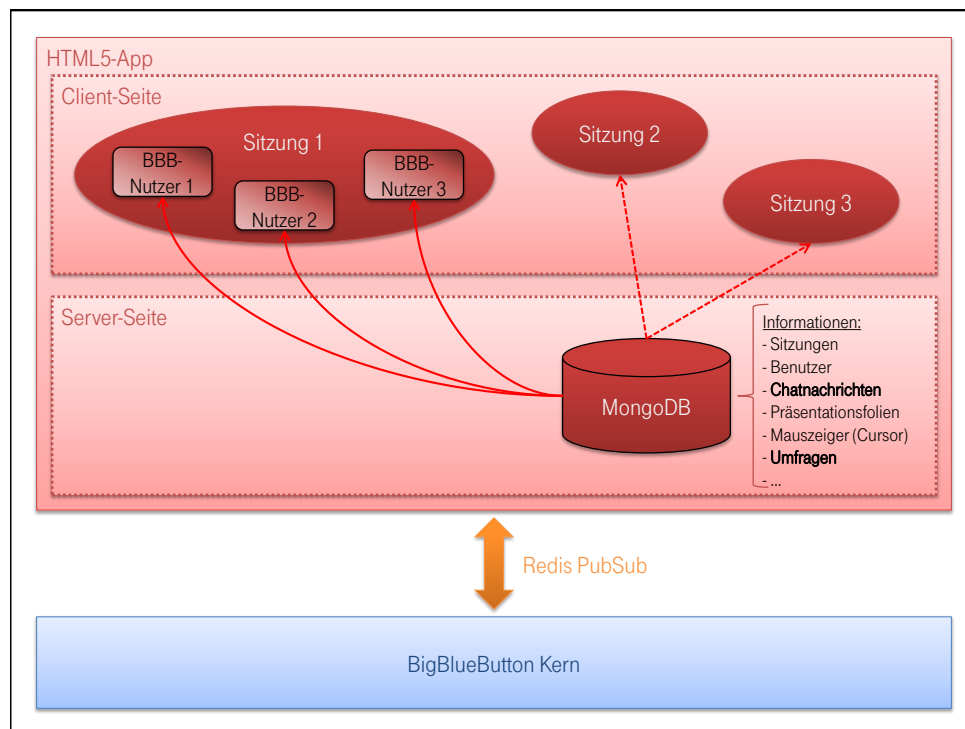 HTML5-App
Client-Seite
Sitzung 1
BBB-
Nutzer 1
BBB-
Nutzer 2
BBB-
Nutzer 3
Sitzung 2
Sitzung 3
Server-Seite
MongoDB
Informationen:
- Sitzungen
- Benutzer
- Chatnachrichten
- Präsentationsfolien
- Mauszeiger (Cursor)
- Umfragen
- ...
Redis PubSub
BigBlueButton Kern